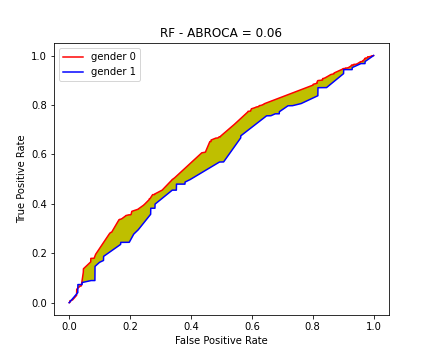 RF - ABROCA = 0.06
gender 0
gender 1
True Positive Rate
1.0
0.8
0.6
0.4
0.2
0.0
0.0 0.2 0.4 0.6 0.8 1.0
False Positive Rate